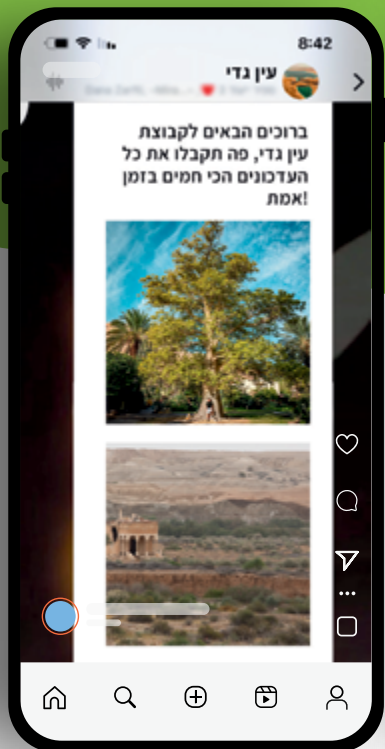 8:42
עין גדי
ברוכים הבאים לקבוצת
עין גדי, פה תקבלו את כל
העדכונים הכי חמים בזמן
אמת!